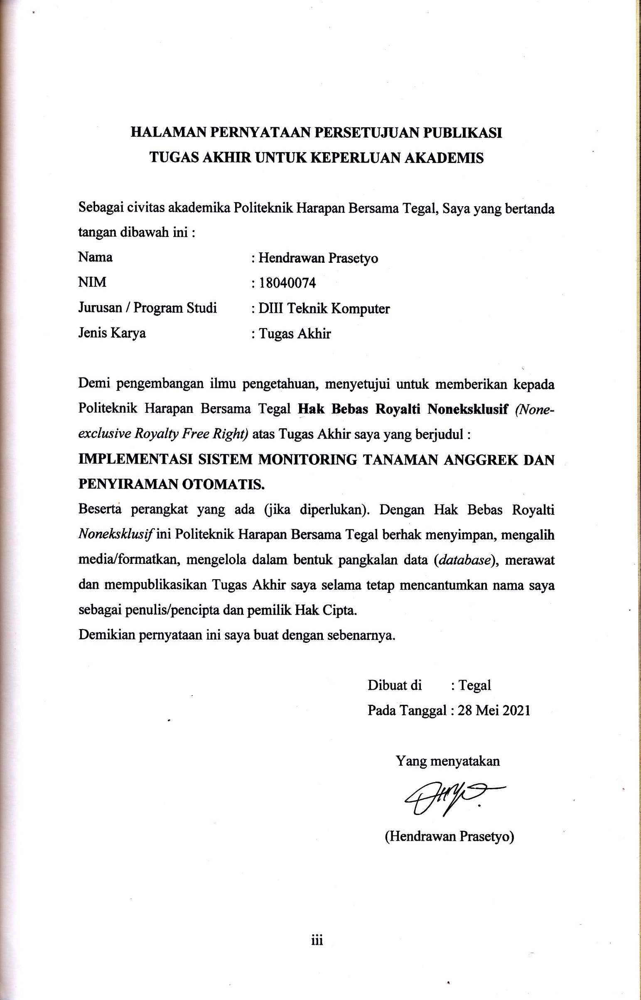 HALAMAN PERNYATAAN PERSETUJUAN PUBLIKASI
TUGAS AKHIR UNTUK KEPERLUAN AKADEMIS
Sebagai civitas akademika Politeknik Harapan Bersama Tegal, Saya yang bertanda
tangan dibawah ini :
Nama : Hendrawan Prasetyo
NIM : 18040074
Jurusan / Program Studi : DIII Teknik Komputer
Jenis Karya : Tugas Akhir
Demi pengembangan ilmu pengetahuan, menyetujui untuk memberikan kepada
Politeknik Harapan Bersama Tegal Hak Bebas Royalti Noneksklusif (None-
exclusive Royalty Free Right) atas Tugas Akhir saya yang berjudul :
IMPLEMENTASI SISTEM MONITORING TANAMAN ANGGREK DAN
PENYIRAMAN OTOMATIS.
Beserta perangkat yang ada (jika diperlukan). Dengan Hak Bebas Royalti
Noneksklusif ini Politeknik Harapan Bersama Tegal berhak menyimpan, mengalih
media/formatkan, mengelola dalam bentuk pangkalan data (database), merawat
dan mempublikasikan Tugas Akhir saya selama tetap mencantumkan nama saya
sebagai penulis/pencipta dan pemilik Hak Cipta.
Demikian pernyataan ini saya buat dengan sebenarnya.
Dibuat di : Tegal
Pada Tanggal : 28 Mei 2021
Yang menyatakan
(Hendrawan Prasetyo)
iii